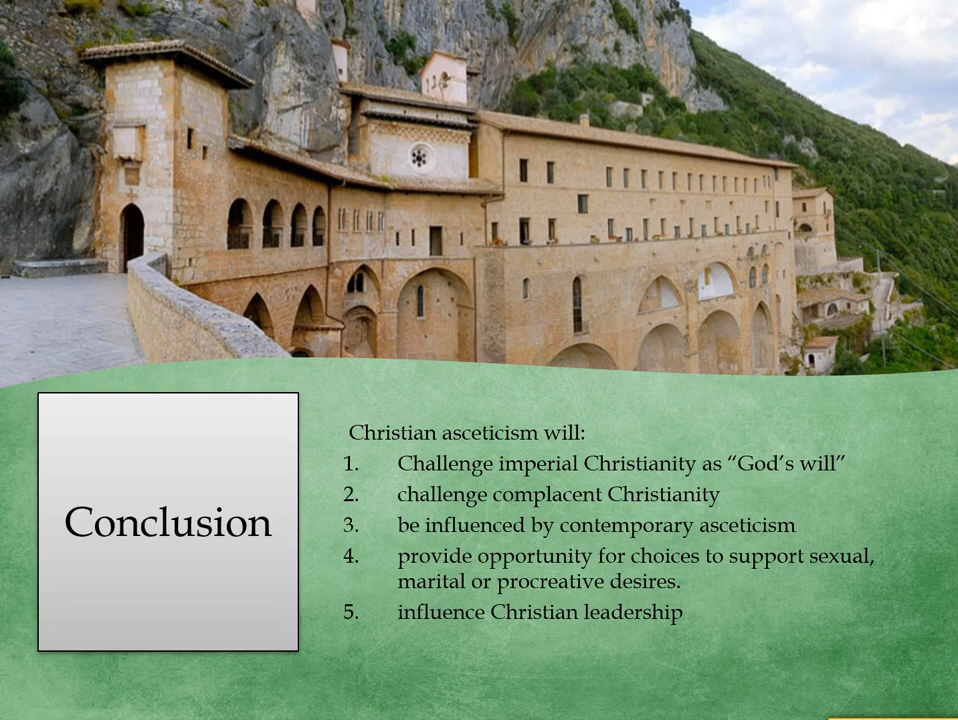 Conclusion
Christian asceticism will:
1. Challenge imperial Christianity as “God’s will”
2. challenge complacent Christianity
3. be influenced by contemporary asceticism
4. provide opportunity for choices to support sexual,
marital or procreative desires.
5. influence Christian leadership